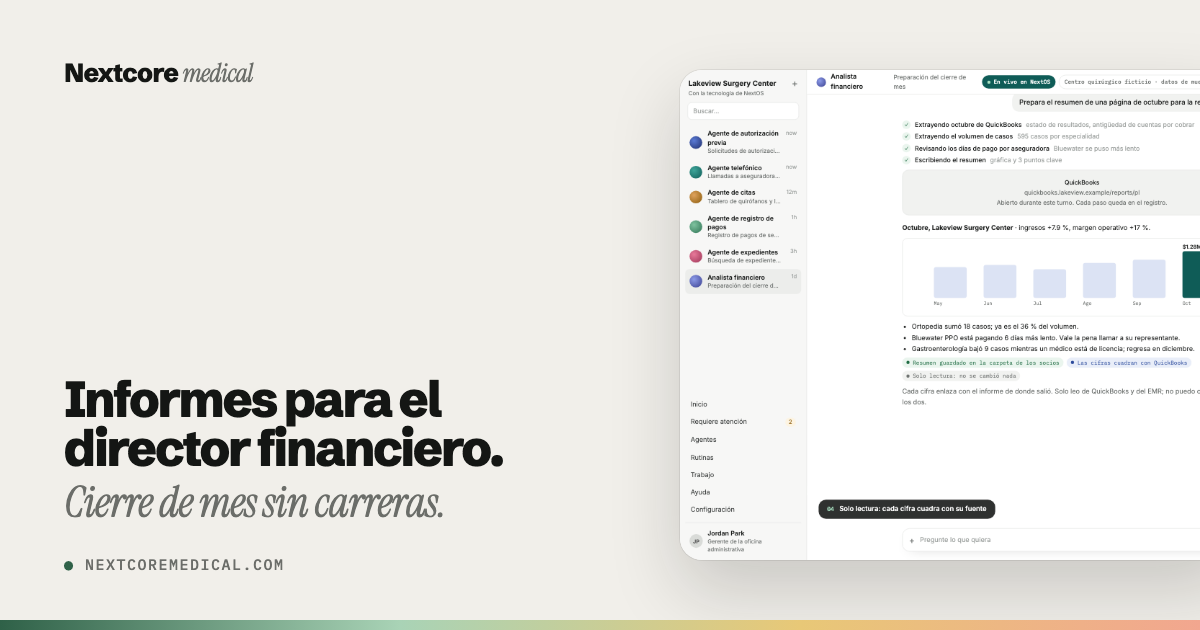 Nextcore medical
Informes para el
director financiero.
Cierre de mes sin carreras.
NEXTCOREMEDICAL.COM
Lakeview Surgery Center +
Con la tecnología de NextOS
Buscar...
Agente de autorización previa now
Solicitudes de autorizaci...
Agente telefónico now
Llamadas a aseguradora...
Agente de citas 12m
Tablero de quirófanos y l...
Agente de registro de pagos 1h
Registro de pagos de se...
Agente de expedientes 3h
Búsqueda de expediente...
Analista financiero 1d
Preparación del cierre d...
Inicio
Requiere atención 2
Agentes
Rutinas
Trabajo
Ayuda
Configuración
JP Jordan Park
Gerente de la oficina
administrativa
Analista
financiero
Preparación del cierre de
mes
En vivo en NextOS
Centro quirúrgico ficticio · datos de
Prepara el resumen de una página de octubre para la
Extrayendo octubre de QuickBooks estado de resultados, antigüedad de cuentas por cobrar
Extrayendo el volumen de casos 595 casos por especialidad
Revisando los días de pago por aseguradora Bluewater se puso más lento
Escribiendo el resumen gráfica y 3 puntos clave
QuickBooks
quickbooks.lakeview.example/reports/pl
Abierto durante este turno. Cada paso queda en el registro.
Octubre, Lakeview Surgery Center · Ingresos +7.9 %, margen operativo +17 %.
$1.28M
May Jun Jul Ago Sep Oct
• Ortopedia sumó 18 casos; ya es el 36 % del volumen.
• Bluewater PPO está pagando 6 días más lento. Vale la pena llamar a su representante.
• Gastroenterología bajó 9 casos mientras un médico está de licencia; regresa en diciembre.
Resumen guardado en la carpeta de los socios
Las cifras cuadran con QuickBooks
Solo lectura: no se cambió nada
Cada cifra enlaza con el informe de donde salió. Solo leo de QuickBooks y del EMR; no puedo
los dos.
04 Solo lectura: cada cifra cuadra con su fuente
+ Pregunte lo que quiera